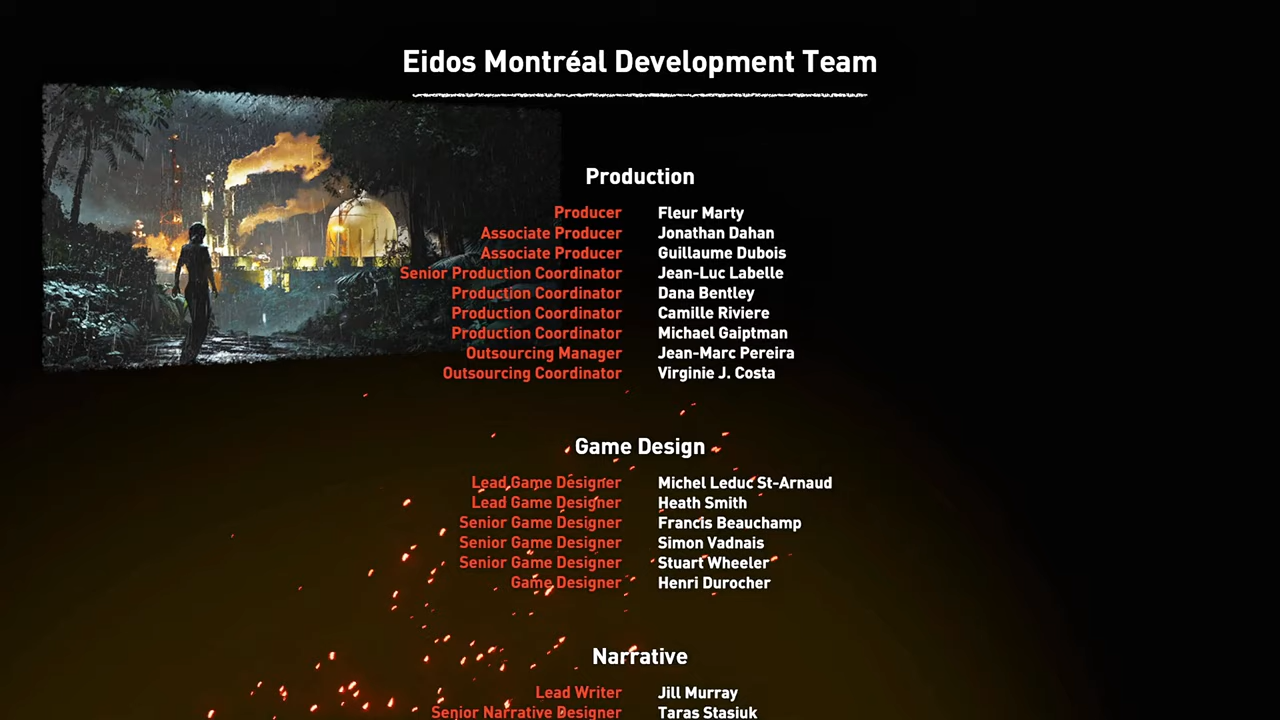 Eidos Montréal Development Team
Production
Producer Fleur Marty
Associate Producer Jonathan Dahan
Associate Producer Guillaume Dubois
Senior Production Coordinator Jean-Luc Labelle
Production Coordinator Dana Bentley
Production Coordinator Camille Riviere
Production Coordinator Michael Gaiptman
Outsourcing Manager Jean-Marc Pereira
Outsourcing Coordinator Virginie J. Costa
Game Design
Lead Game Designer Michel Leduc St-Arnaud
Lead Game Designer Heath Smith
Senior Game Designer Francis Beauchamp
Senior Game Designer Simon Vadnais
Senior Game Designer Stuart Wheeler
Game Designer Henri Durocher
Narrative
Lead Writer Jill Murray
Senior Narrative Designer Taras Stasiuk